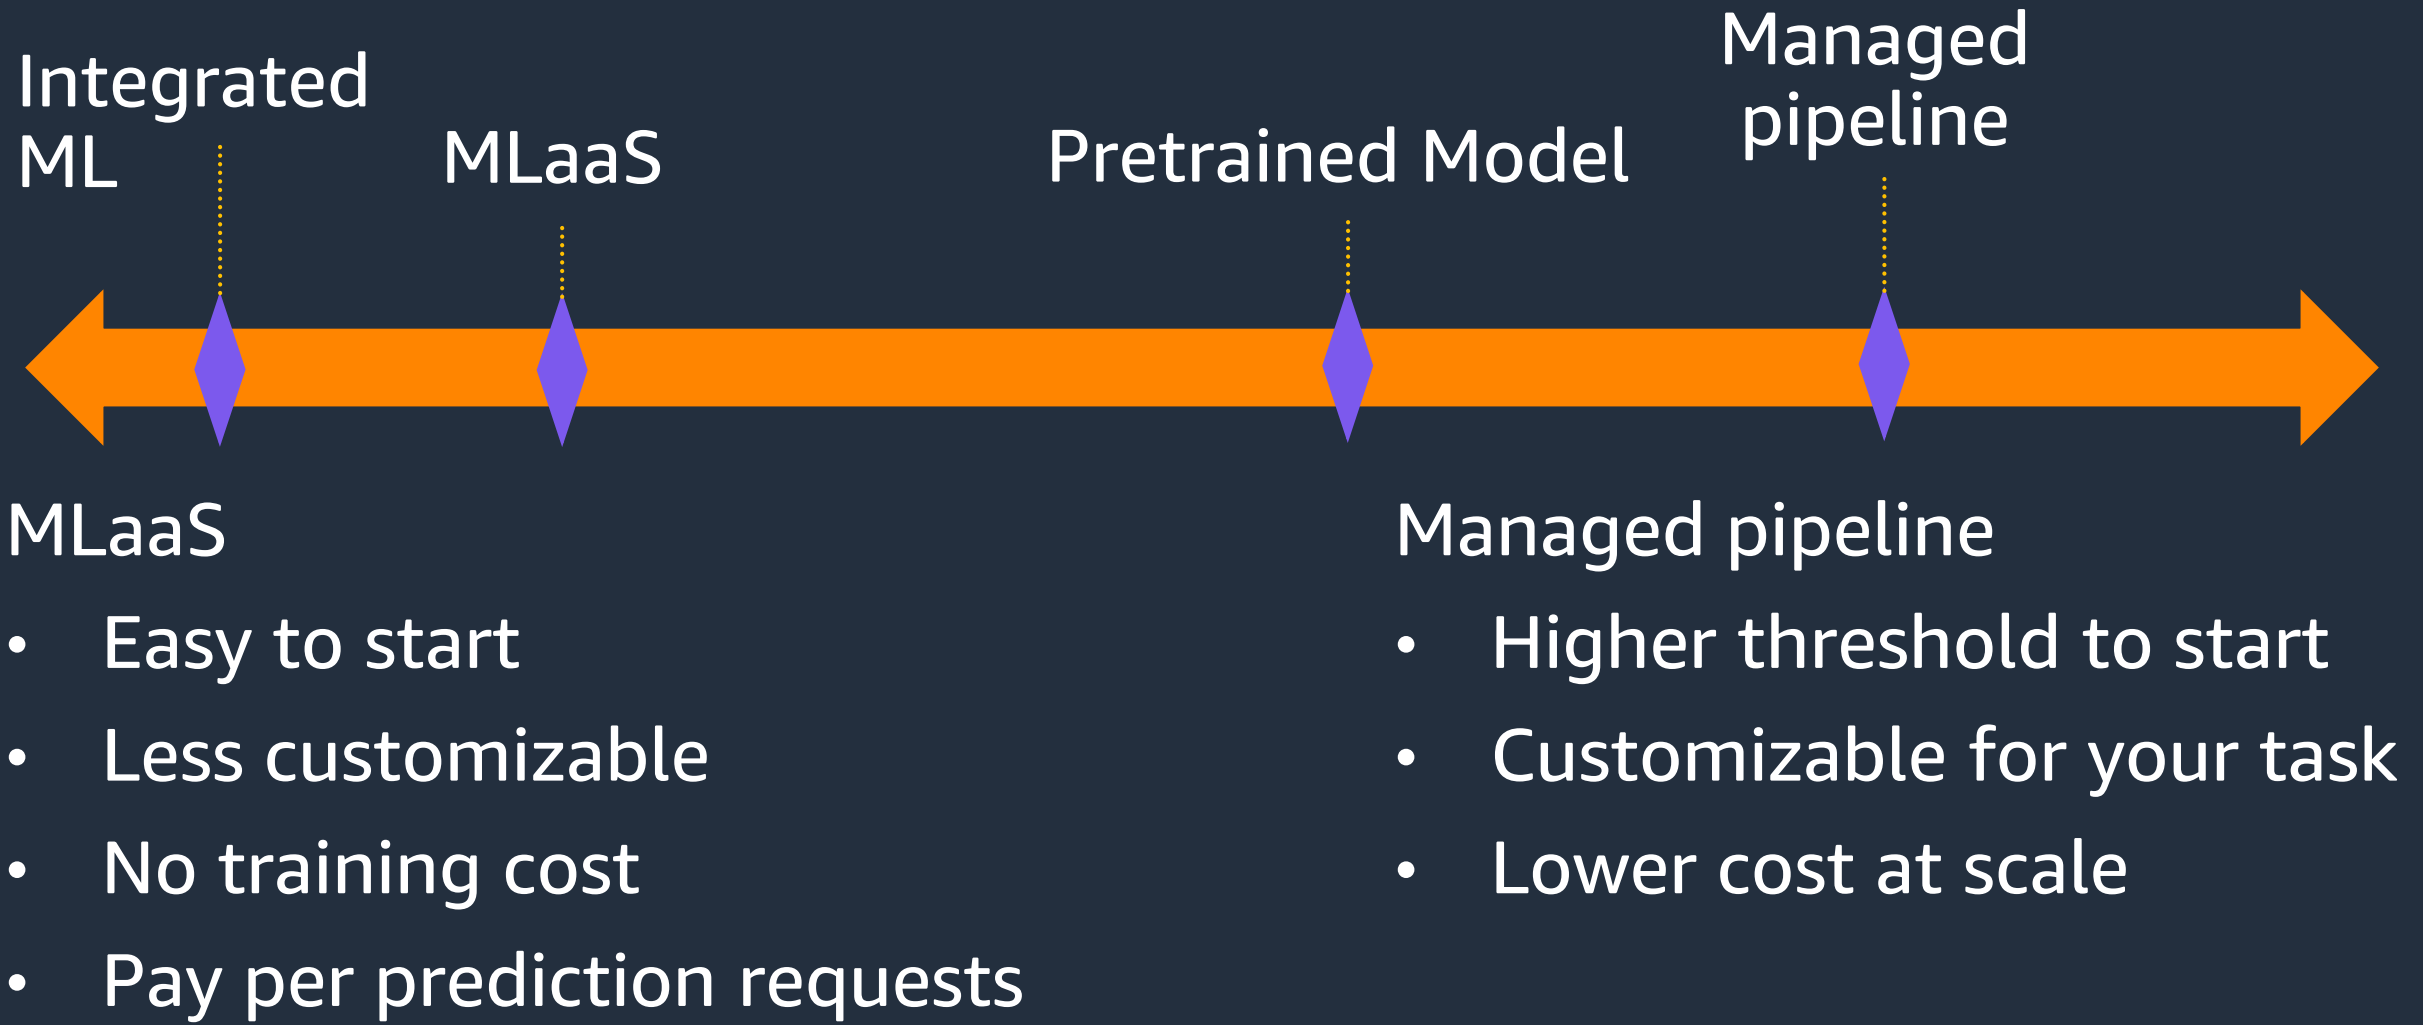 Integrated
ML
MLaaS
Pretrained Model
Managed
pipeline
MLaaS
• Easy to start
• Less customizable
• No training cost
• Pay per prediction requests
Managed pipeline
• Higher threshold to start
• Customizable for your task
• Lower cost at scale